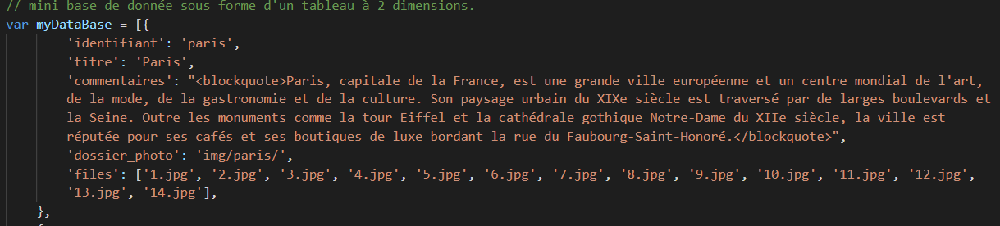 // mini base de donnée sous forme d'un tableau à 2 dimensions.
var myDataBase = [{
'identifiant': 'paris',
'titre': 'Paris',
'commentaires': "<blockquote>Paris, capitale de la France, est une grande ville européenne et un centre mondial de l'art,
de la mode, de la gastronomie et de la culture. Son paysage urbain du XIXe siècle est traversé par de larges boulevards et
la Seine. Outre les monuments comme la tour Eiffel et la cathédrale gothique Notre-Dame du XIIe siècle, la ville est
réputée pour ses cafés et ses boutiques de luxe bordant la rue du Faubourg-Saint-Honoré.</blockquote>",
'dossier_photo': 'img/paris/',
'files': ['1.jpg', '2.jpg', '3.jpg', '4.jpg', '5.jpg', '6.jpg', '7.jpg', '8.jpg', '9.jpg', '10.jpg', '11.jpg', '12.jpg',
'13.jpg', '14.jpg'],
},